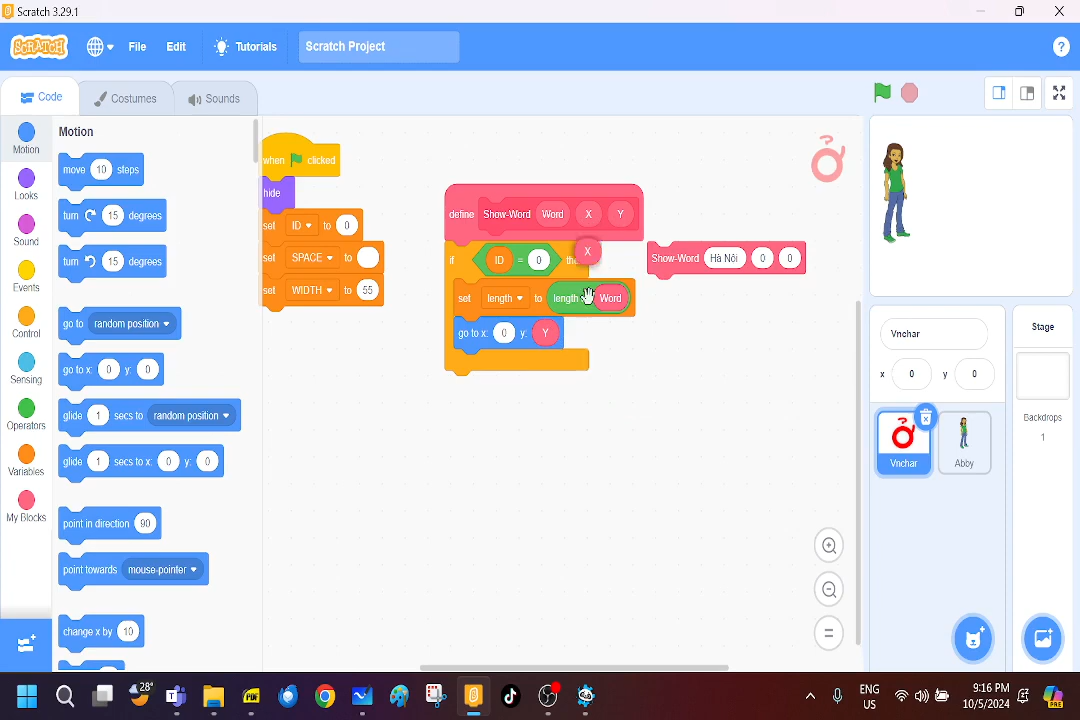 Scratch 3.29.1
SCRATCH File Edit Tutorials Scratch Project ?
Code Costumes Sounds
Motion
Looks
Sound
Events
Control
Sensing
Operators
Variables
My Blocks
Motion
move 10 steps
turn 15 degrees
turn 15 degrees
go to random position
go to x: 0 y: 0
glide 1 secs to random position
glide 1 secs to x: 0 y: 0
point in direction 90
point towards mouse-pointer
change x by 10
when clicked
hide
set ID to 0
set SPACE to
set WIDTH to 55
define Show-Word Word X Y
if ID = 0 the
X
set length to length Word
go to x: 0 y: Y
Show-Word Hà Nôi 0 0
Vnchar
x 0 y 0
Vnchar
Abby
Stage
Backdrops
1
28°
PDF
ENG
US
9:16 PM
10/5/2024
PRE